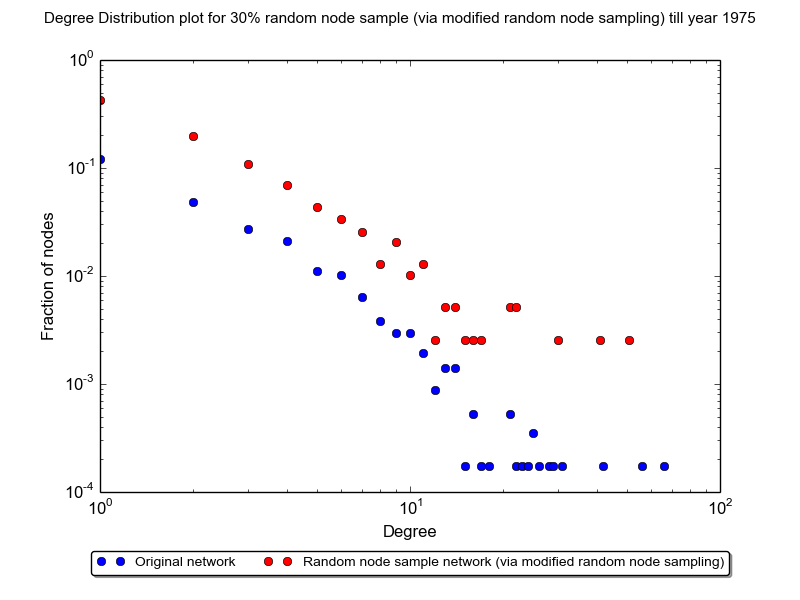 Degree Distribution plot for 30% random node sample (via modified random node sampling) till year 1975
10^0
10^-1
10^-2
10^-3
10^-4
Fraction of nodes
10^0 10^1 10^2
Degree
Original network Random node sample network (via modified random node sampling)